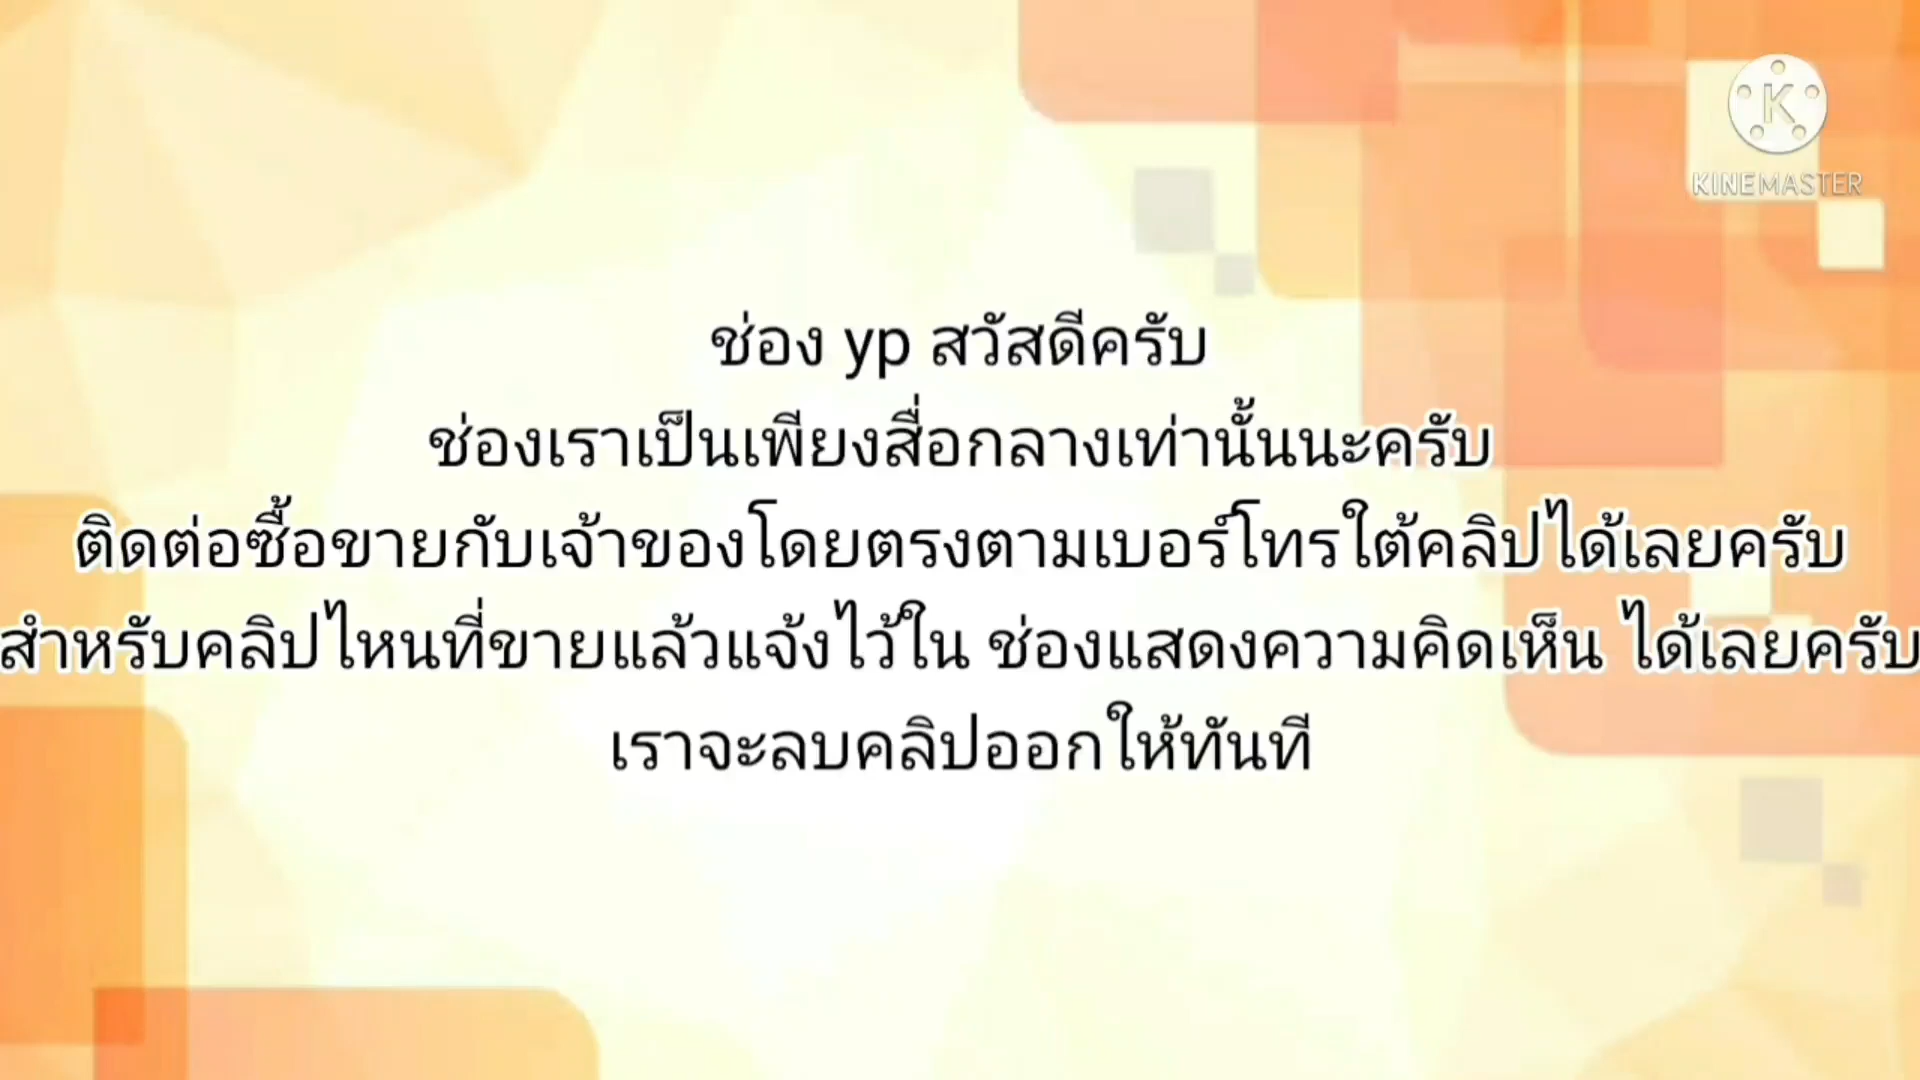 KINEMASTER
ช่อง yp สวัสดีครับ
ช่องเราเป็นเพียงสื่อกลางเท่านั้นนะครับ
ติดต่อซื้อขายกับเจ้าของโดยตรงตามเบอร์โทรใต้คลิปได้เลยครับ
สำหรับคลิปไหนที่ขายแล้วแจ้งไว้ใน ช่องแสดงความคิดเห็น ได้เลยครับ
เราจะลบคลิปออกให้ทันที